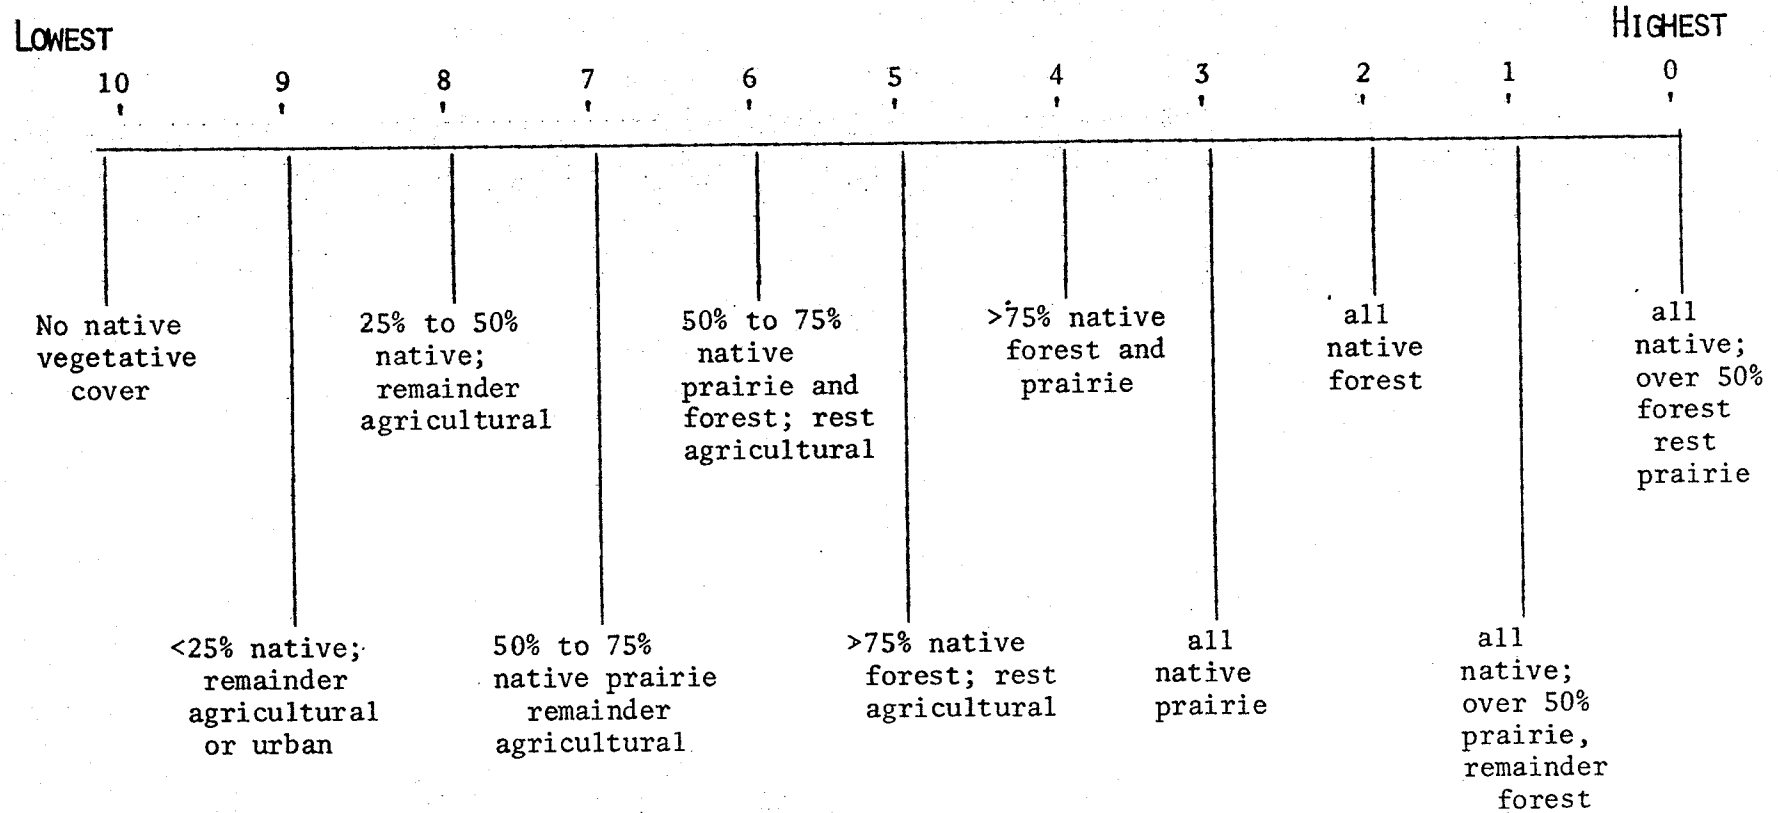 LOWEST
HIGHEST
10 9 8 7 6 5 4 3 2 1 0
No native
vegetative
cover
25% to 50%
native;
remainder
agricultural
50% to 75%
native
prairie and
forest; rest
agricultural
>75% native
forest and
prairie
all
native
forest
all
native;
over 50%
forest
rest
prairie
<25% native;
remainder
agricultural
or urban
50% to 75%
native prairie
remainder
agricultural
>75% native
forest; rest
agricultural
all
native
prairie
all
native;
over 50%
prairie,
remainder
forest